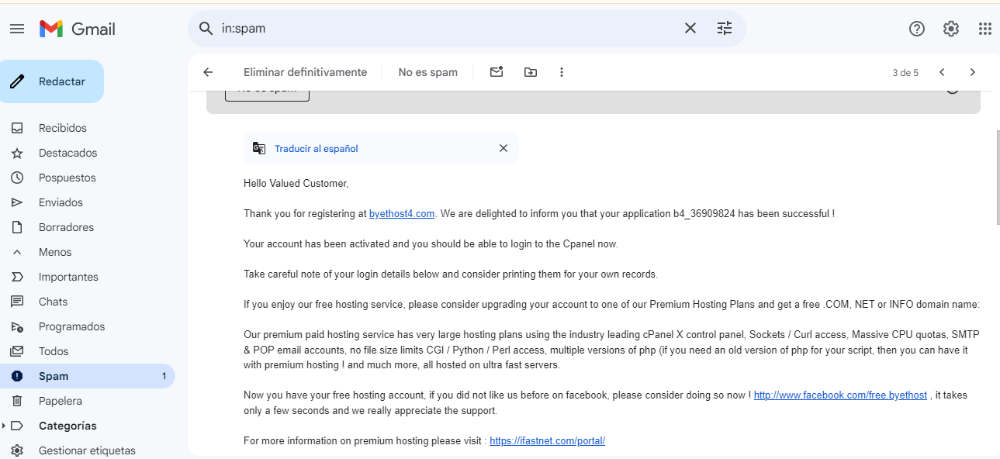 Gmail
in:spam
Redactar
Eliminar definitivamente
No es spam
3 de 5
Recibidos
Destacados
Pospuestos
Enviados
Borradores
Menos
Importantes
Chats
Programados
Todos
Spam 1
Papelera
Categorías
Gestionar etiquetas
No es spam
Traducir al español
Hello Valued Customer,
Thank you for registering at byethost4.com. We are delighted to inform you that your application b4_36909824 has been successful !
Your account has been activated and you should be able to login to the Cpanel now.
Take careful note of your login details below and consider printing them for your own records.
If you enjoy our free hosting service, please consider upgrading your account to one of our Premium Hosting Plans and get a free .COM, NET or INFO domain name:
Our premium paid hosting service has very large hosting plans using the industry leading cPanel X control panel, Sockets / Curl access, Massive CPU quotas, SMTP
& POP email accounts, no file size limits CGI / Python / Perl access, multiple versions of php (if you need an old version of php for your script, then you can have it
with premium hosting ! and much more, all hosted on ultra fast servers.
Now you have your free hosting account, if you did not like us before on facebook, please consider doing so now ! http://www.facebook.com/free.byethost , it takes
only a few seconds and we really appreciate the support.
For more information on premium hosting please visit : https://ifastnet.com/portal/